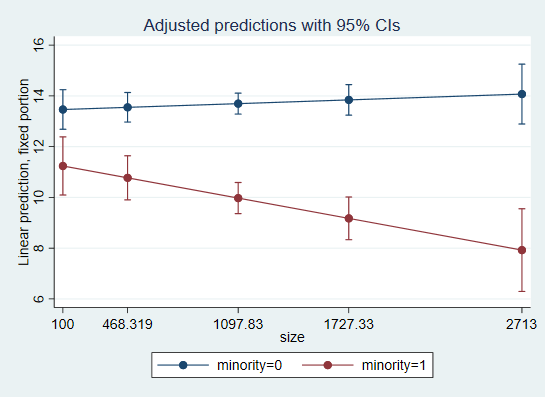 Adjusted predictions with 95% CIs
Linear prediction, fixed portion
16
14
12
10
8
6
100 468.319 1097.83 1727.33 2713
size
minority=0 minority=1